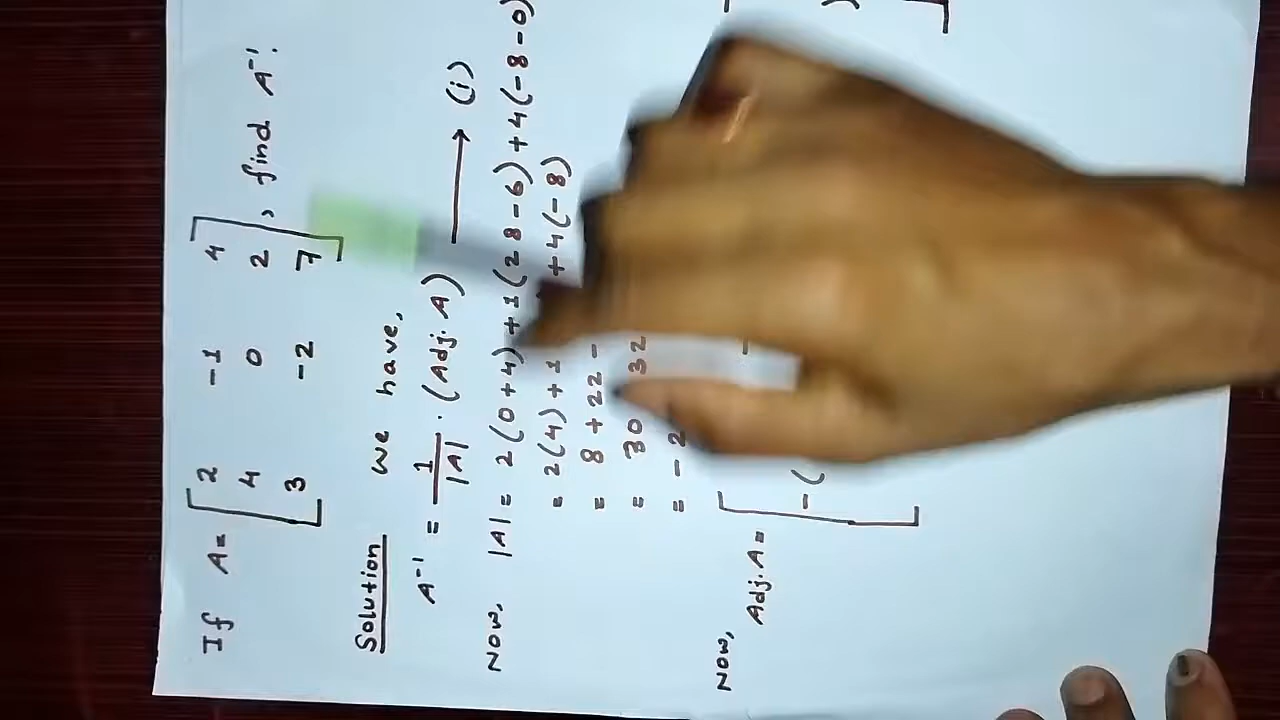 If A = [ 2 -1 4
4 0 2
3 -2 7 ], find A⁻¹!
Solution we have,
A⁻¹ = 1/|A| · (Adj. A) → (i)
Now, |A| = 2(0+4) +1(28-6) +4(-8-0)
= 2(4) + 1 +4(-8)
= 8 + 22 -
= 30 32
= - 2
Now,
Adj. A = [ -(